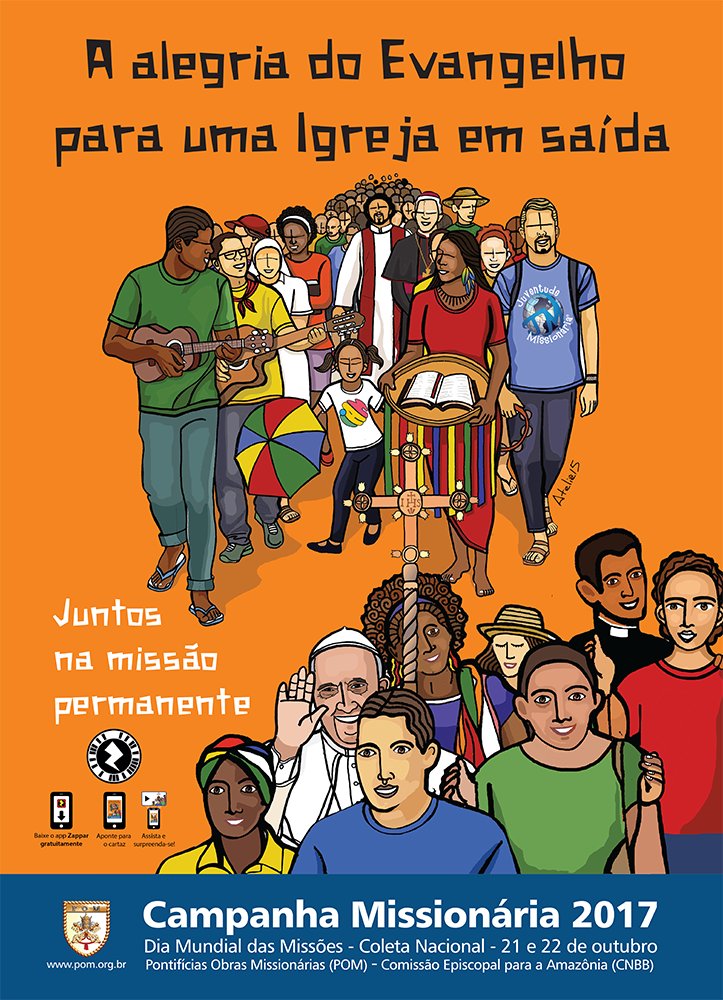 A alegria do Evangelho
para uma Igreja em saída
Juventude
Missionária
Atelie15
IHS
Juntos
na missão
permanente
Baixe o app Zappar
gratuitamente
Aponte para
o cartaz
Assista e
surpreenda-se!
P O M
www.pom.org.br
Campanha Missionária 2017
Dia Mundial das Missões - Coleta Nacional - 21 e 22 de outubro
Pontifícias Obras Missionárias (POM) – Comissão Episcopal para a Amazônia (CNBB)